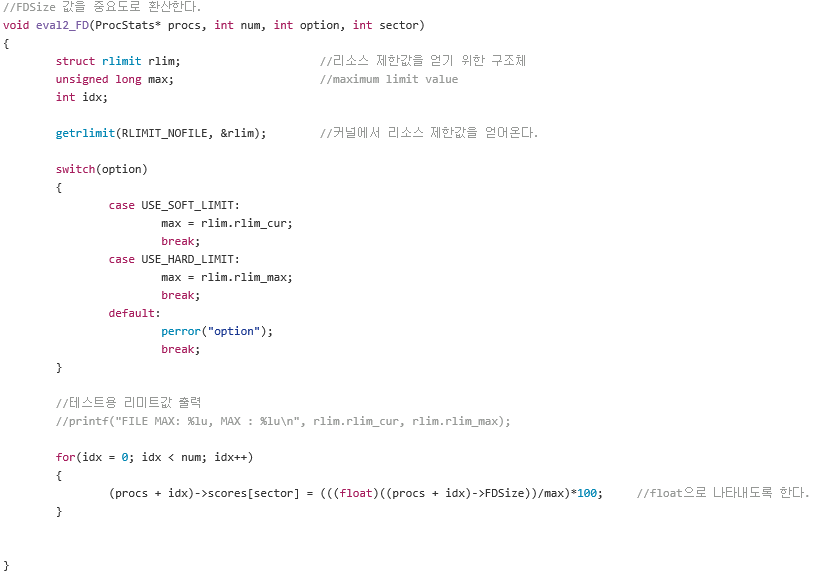 //FDSize 값을 중요도로 환산한다.
void eval2_FD(ProcStats* procs, int num, int option, int sector)
{
        struct rlimit rlim;                     //리소스 제한값을 얻기 위한 구조체
        unsigned long max;                      //maximum limit value
        int idx;

        getrlimit(RLIMIT_NOFILE, &rlim);        //커널에서 리소스 제한값을 얻어온다.

        switch(option)
        {
                case USE_SOFT_LIMIT:
                        max = rlim.rlim_cur;
                        break;
                case USE_HARD_LIMIT:
                        max = rlim.rlim_max;
                        break;
                default:
                        perror("option");
                        break;
        }

        //테스트용 리미트값 출력
        //printf("FILE MAX: %lu, MAX : %lu\n", rlim.rlim_cur, rlim.rlim_max);

        for(idx = 0; idx < num; idx++)
        {
                (procs + idx)->scores[sector] = (((float)((procs + idx)->FDSize))/max)*100;     //float으로 나타내도록 한다.
        }


}